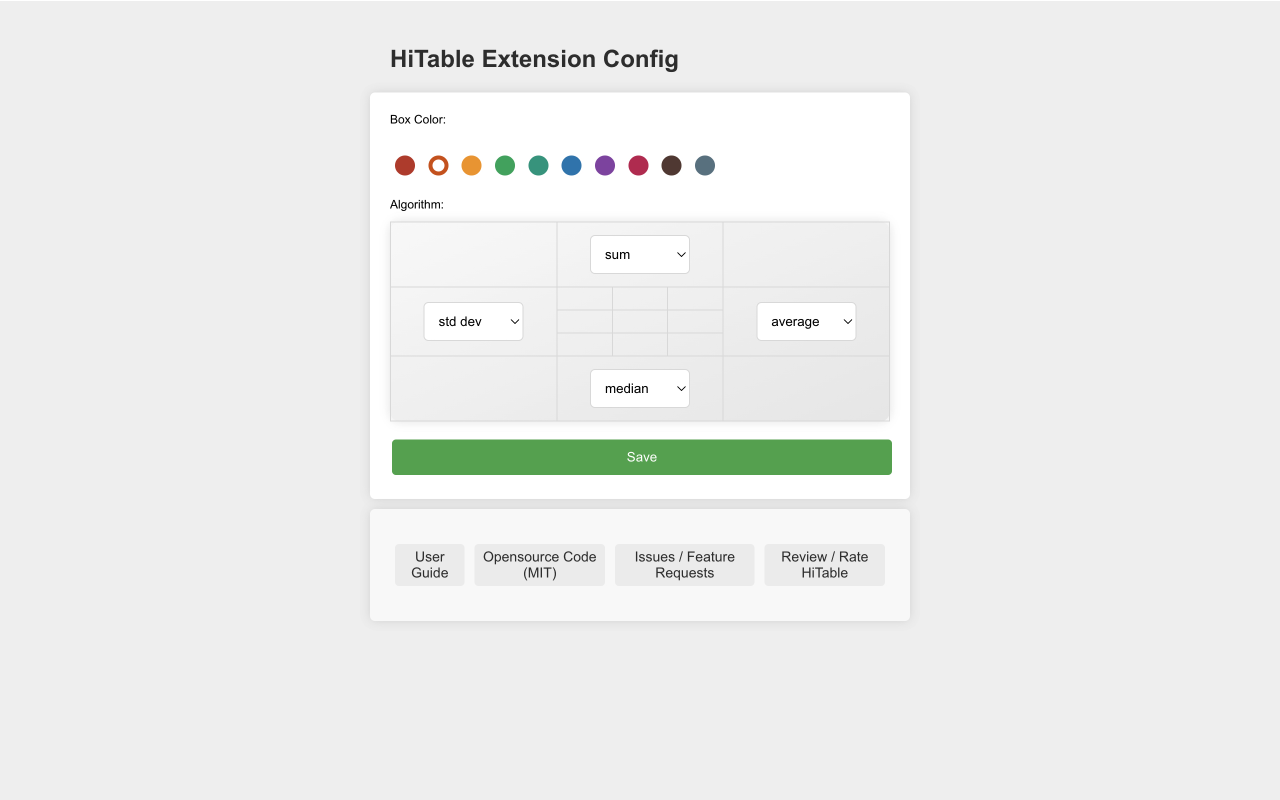 HiTable Extension Config
Box Color:
Algorithm:
sum
std dev
average
median
Save
User
Guide
Opensource Code
(MIT)
Issues / Feature
Requests
Review / Rate
HiTable